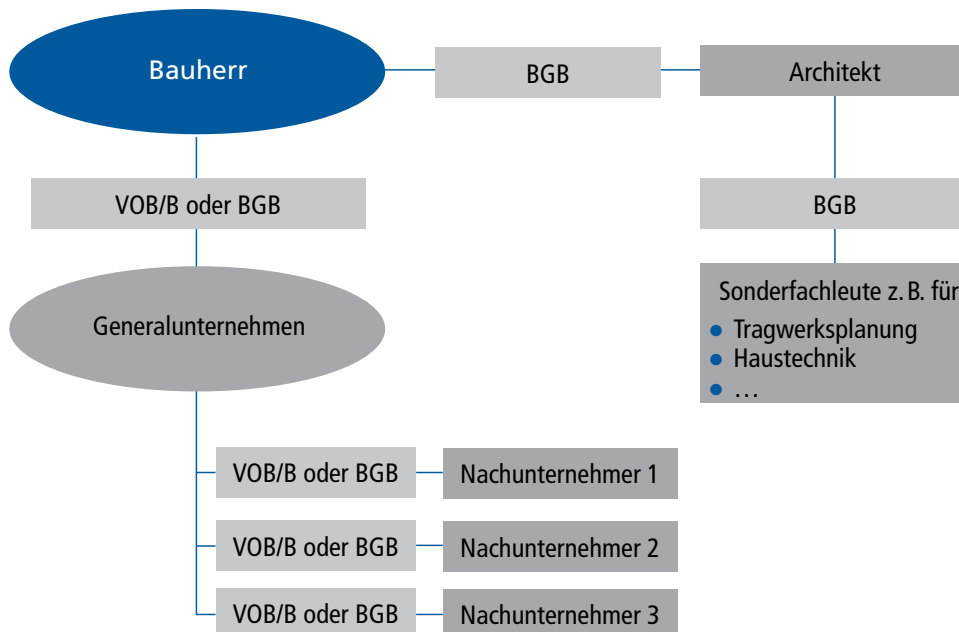 Bauherr
BGB
Architekt
VOB/B oder BGB
BGB
Generalunternehmen
Sonderfachleute z. B. für
• Tragwerksplanung
• Haustechnik
• …
VOB/B oder BGB
Nachunternehmer 1
VOB/B oder BGB
Nachunternehmer 2
VOB/B oder BGB
Nachunternehmer 3